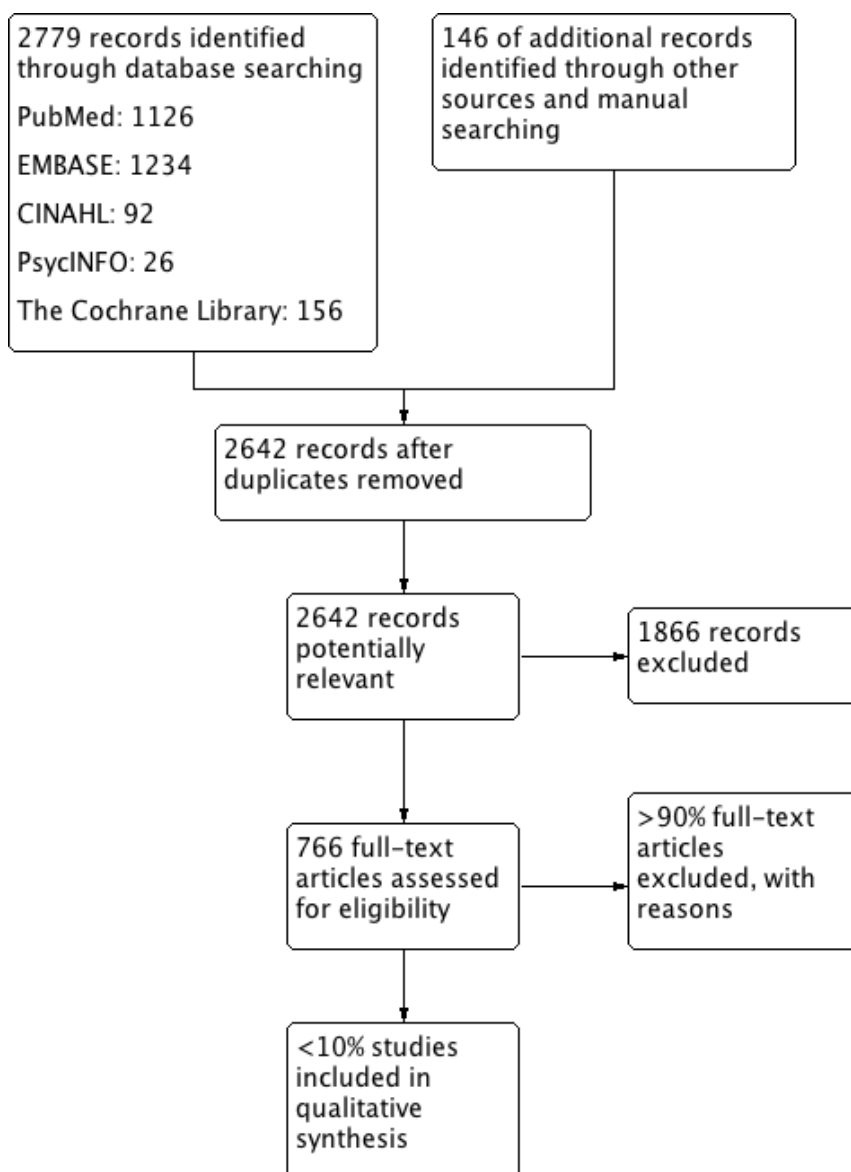 2779 records identified
through database searching
PubMed: 1126
EMBASE: 1234
CINAHL: 92
PsycINFO: 26
The Cochrane Library: 156
146 of additional records
identified through other
sources and manual
searching
2642 records after
duplicates removed
2642 records
potentially
relevant
1866 records
excluded
766 full-text
articles assessed
for eligibility
>90% full-text
articles
excluded, with
reasons
<10% studies
included in
qualitative
synthesis